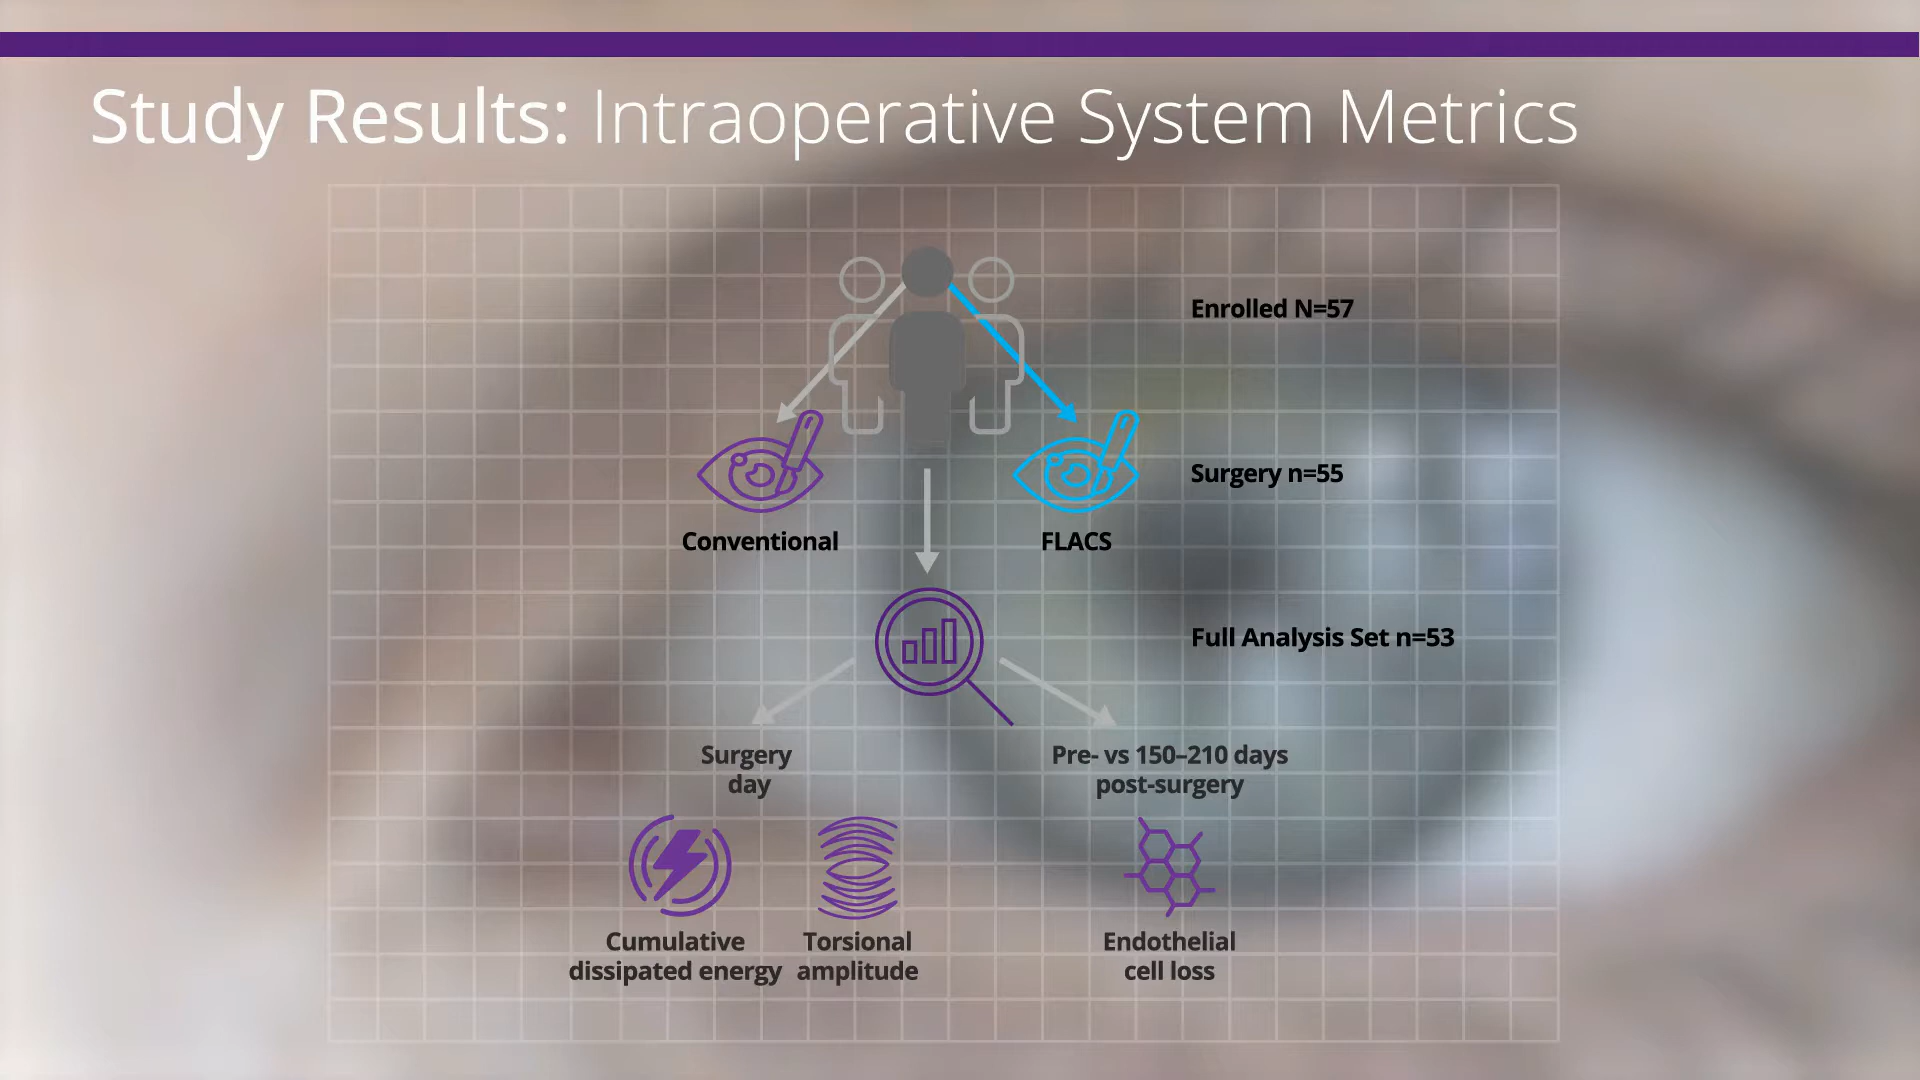 Study Results: Intraoperative System Metrics
Enrolled N=57
Surgery n=55
Conventional
FLACS
Full Analysis Set n=53
Surgery
day
Pre- vs 150–210 days
post-surgery
Cumulative
dissipated energy
Torsional
amplitude
Endothelial
cell loss